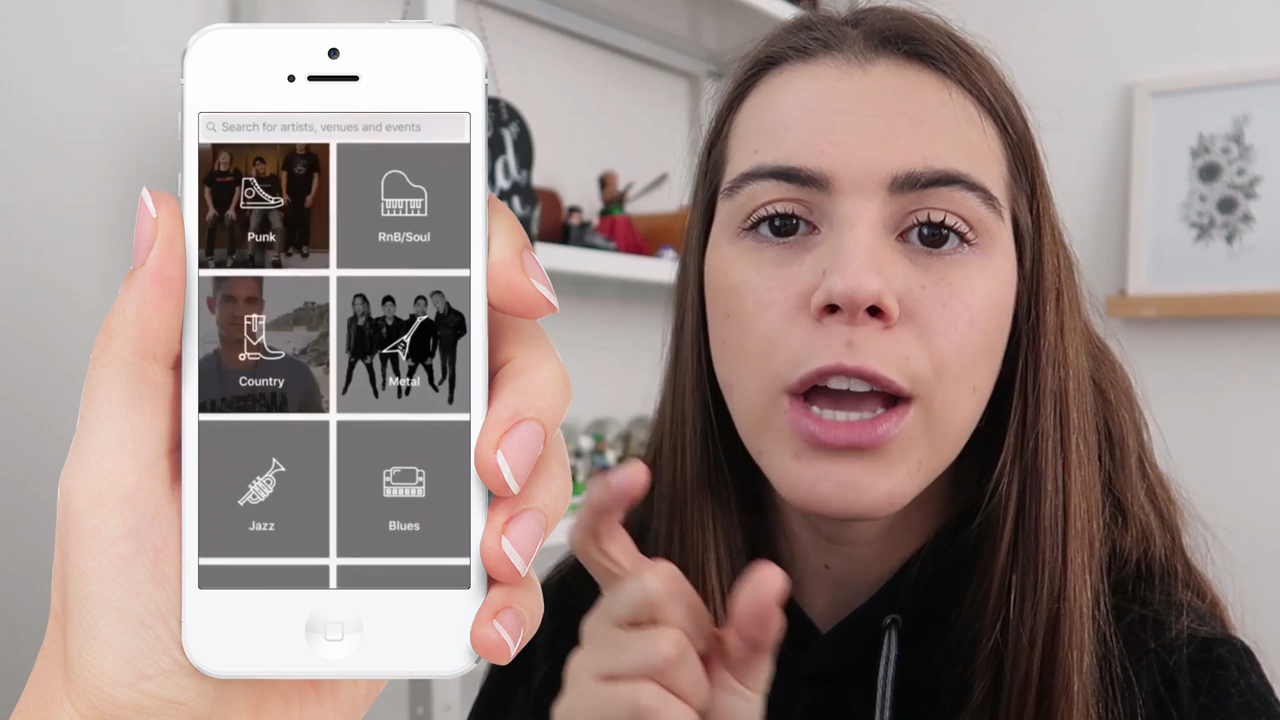 Search for artists, venues and events
Punk
RnB/Soul
Country
Metal
Jazz
Blues